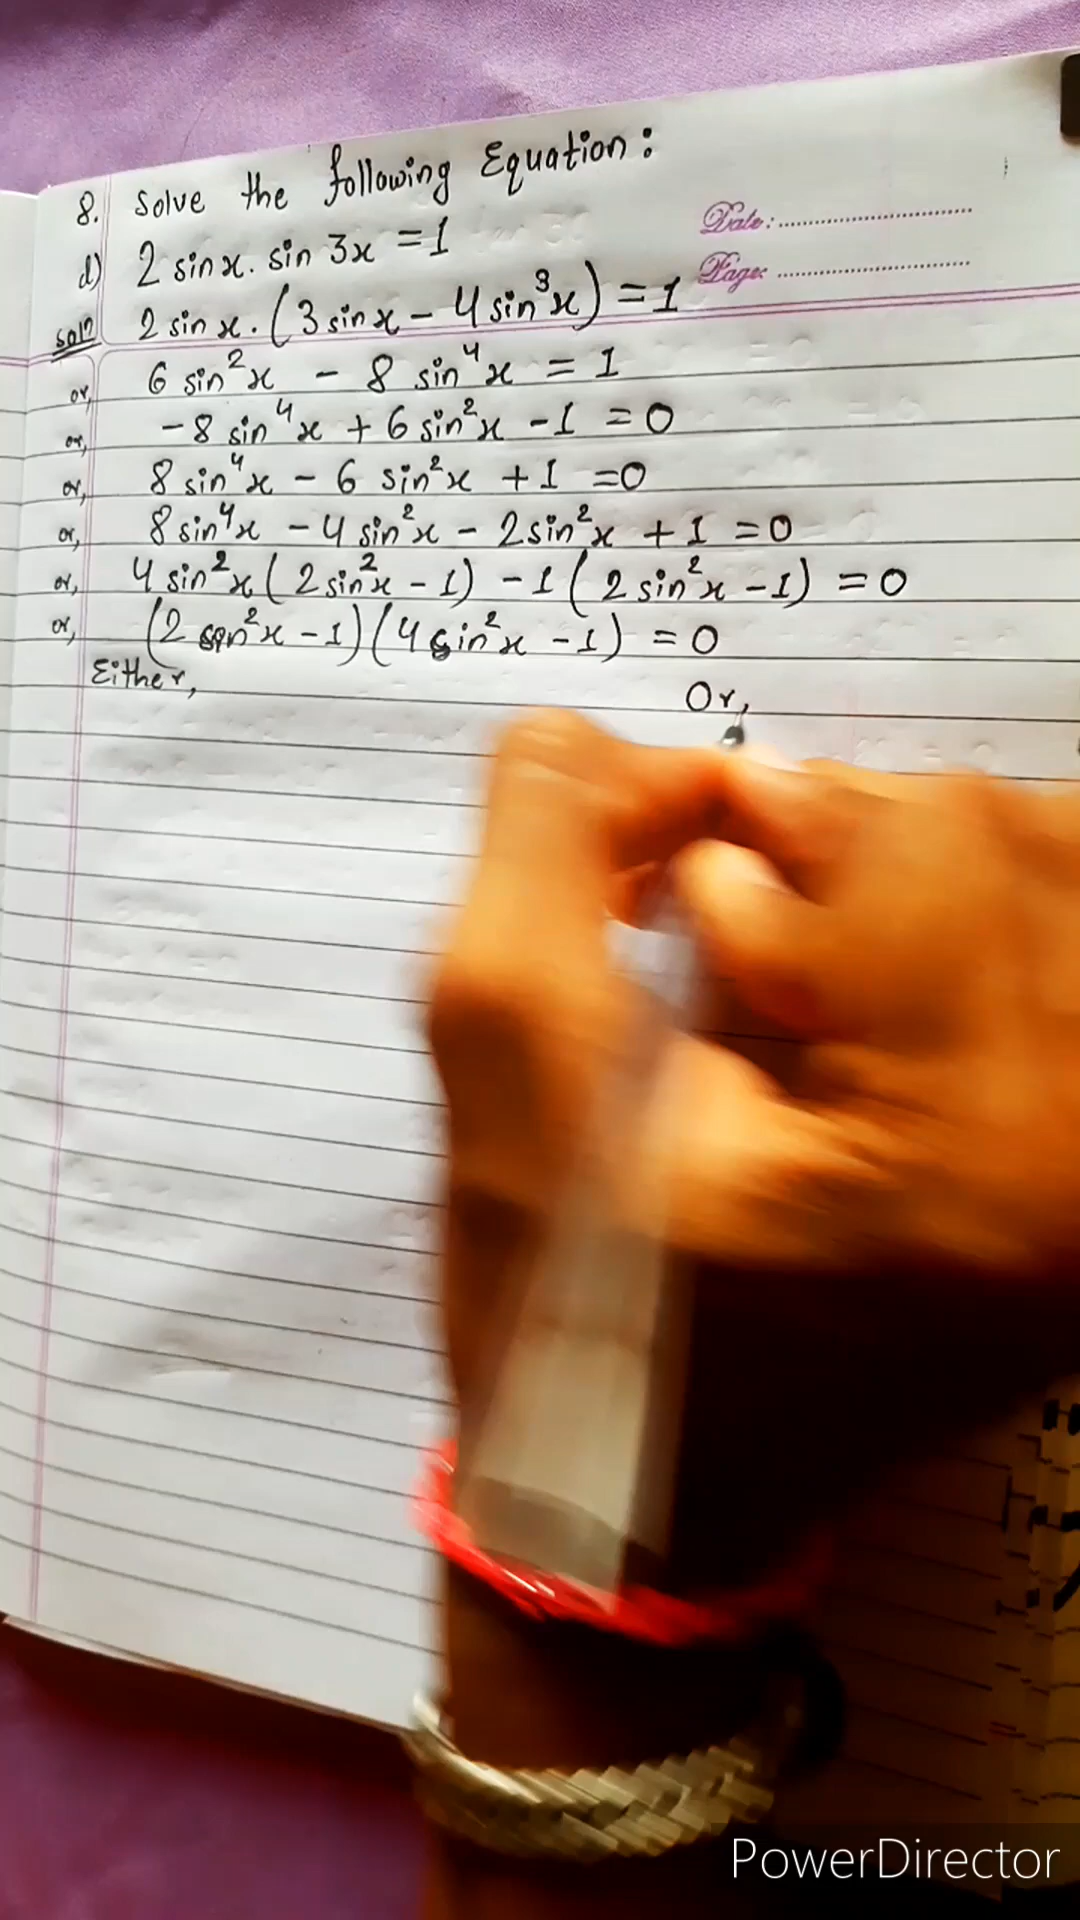 8. Solve the following Equation:
d) 2 sin x. sin 3x = 1
Date:
Page:
Solⁿ 2 sin x. (3 sin x - 4 sin³x) = 1
or, 6 sin²x - 8 sin⁴x = 1
or, -8 sin⁴x + 6 sin²x - 1 = 0
or, 8 sin⁴x - 6 sin²x + 1 = 0
or, 8 sin⁴x - 4 sin²x - 2 sin²x + 1 = 0
or, 4 sin²x (2 sin²x - 1) - 1 (2 sin²x - 1) = 0
or, (2 sin²x - 1)(4 sin²x - 1) = 0
Either, Or,
PowerDirector